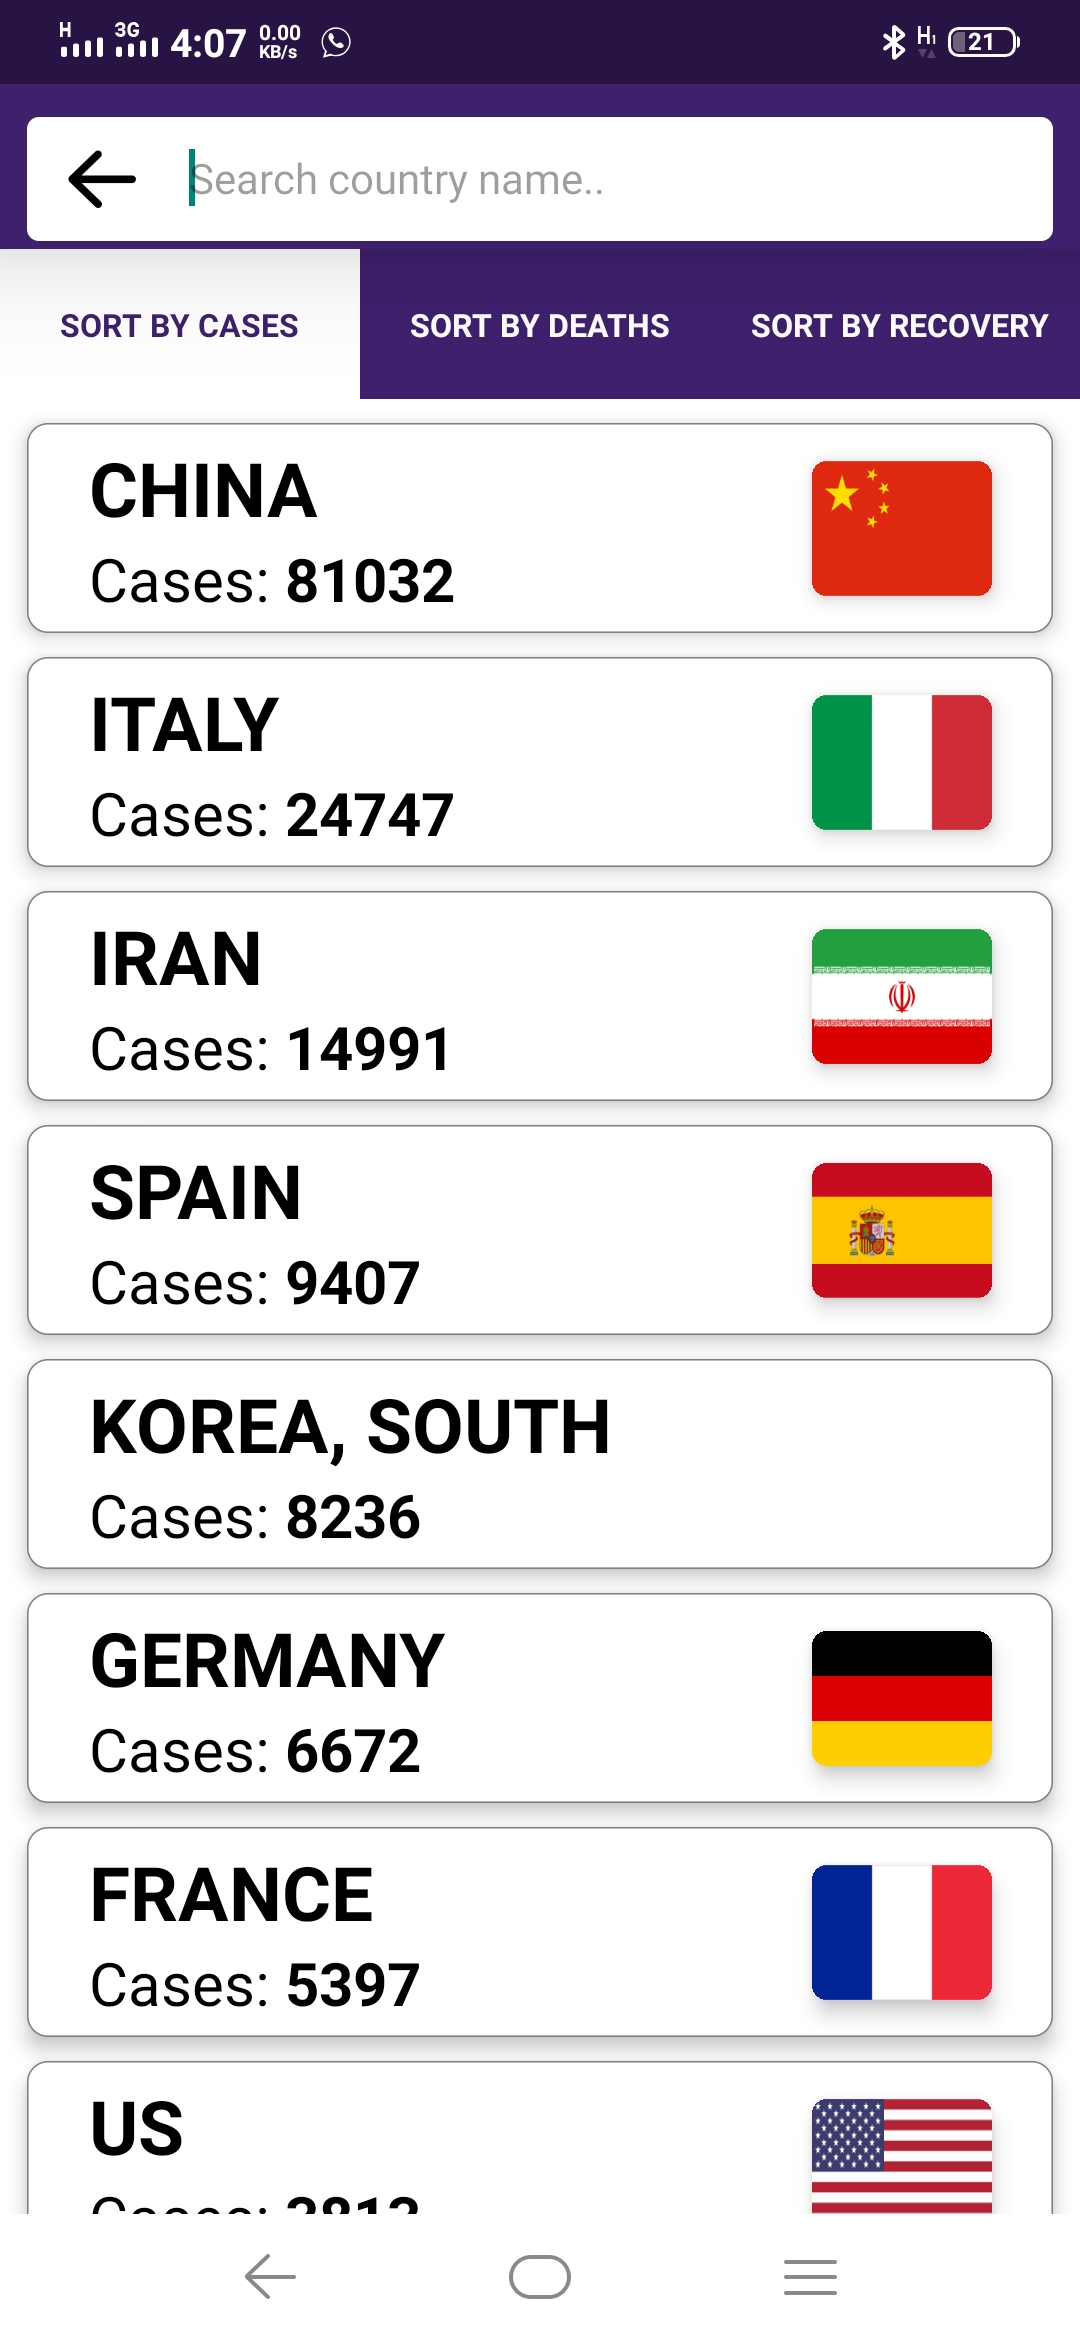 H 3G 4:07 0.00 KB/s H1 21
Search country name..
SORT BY CASES SORT BY DEATHS SORT BY RECOVERY
CHINA
Cases: 81032
ITALY
Cases: 24747
IRAN
Cases: 14991
SPAIN
Cases: 9407
KOREA, SOUTH
Cases: 8236
GERMANY
Cases: 6672
FRANCE
Cases: 5397
US
Cases: